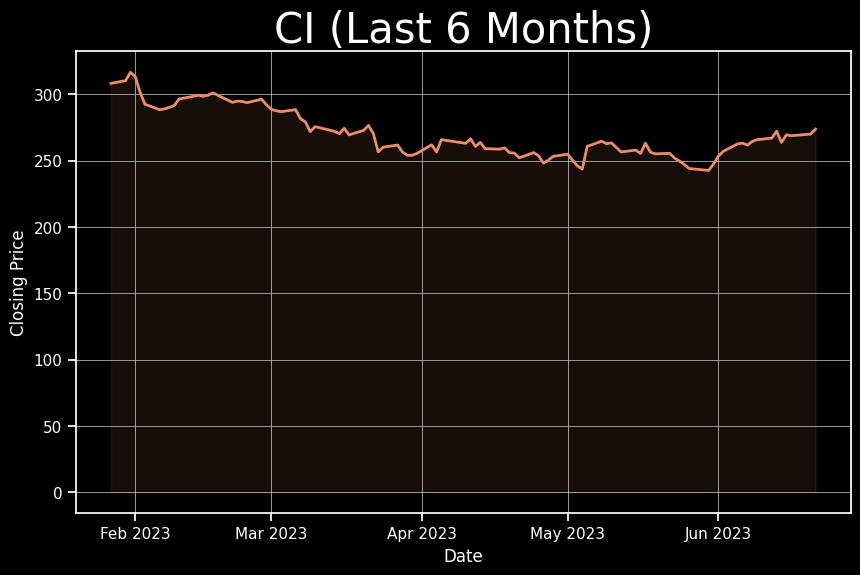 CI (Last 6 Months)
Closing Price
300
250
200
150
100
50
0
Feb 2023
Mar 2023
Apr 2023
May 2023
Jun 2023
Date